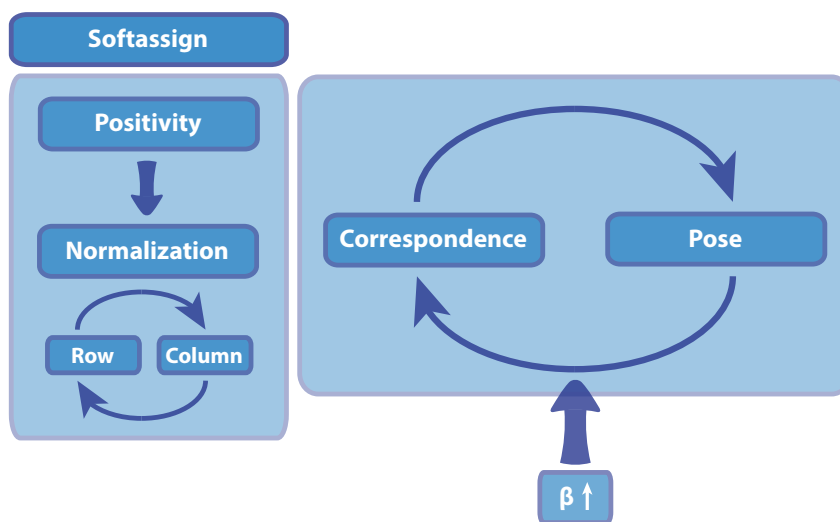 Softassign
Positivity
Normalization
Row
Column
Correspondence
Pose
β ↑